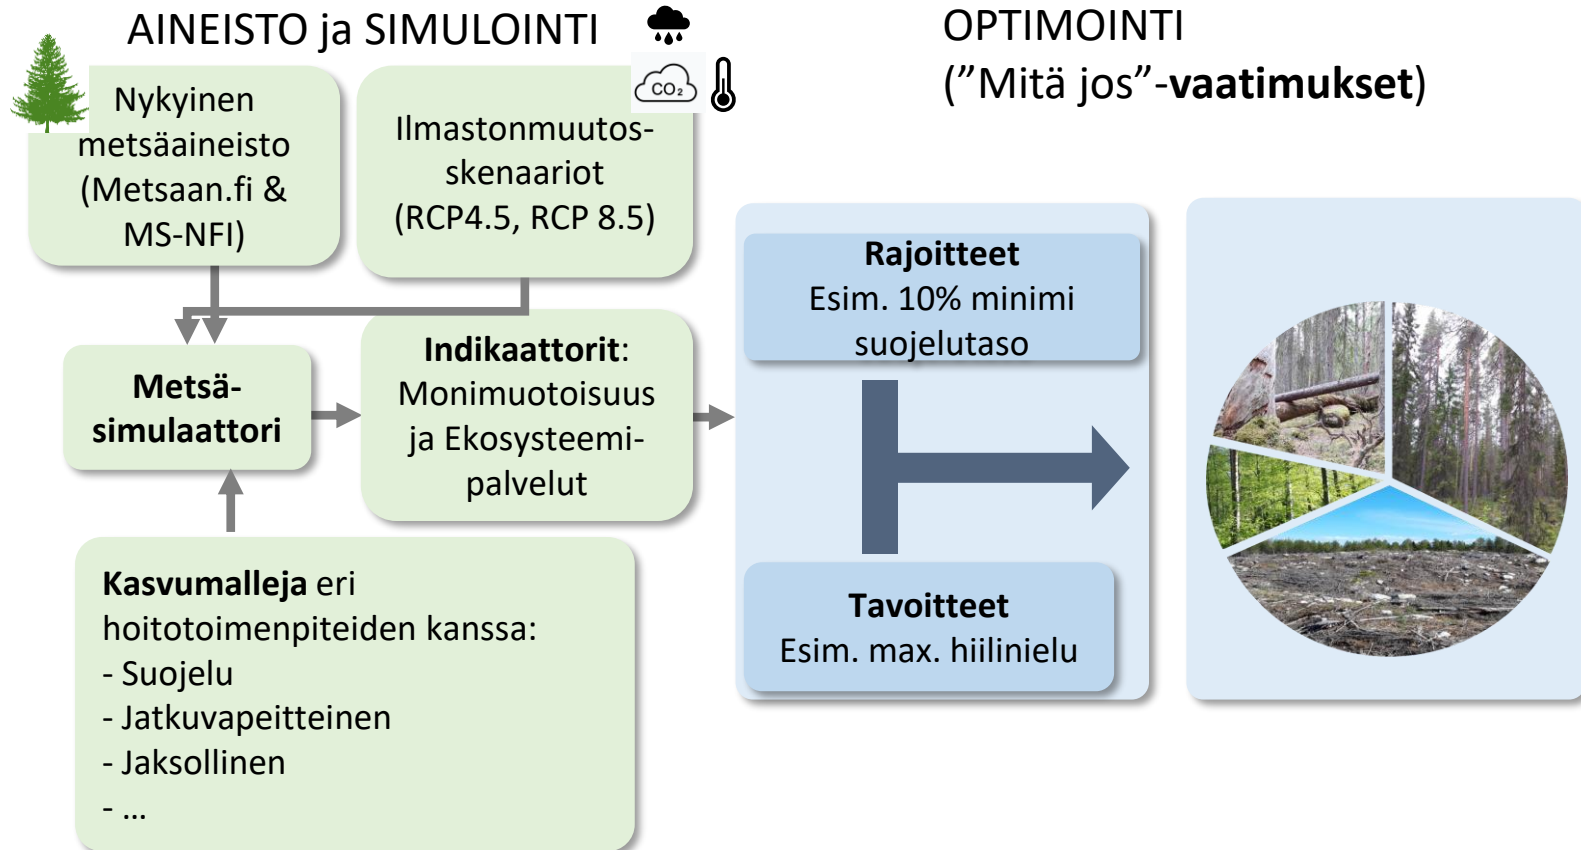 AINEISTO ja SIMULOINTI
Nykyinen
metsäaineisto
(Metsaan.fi &
MS-NFI)
CO₂
Ilmastonmuutos-
skenaariot
(RCP4.5, RCP 8.5)
Metsä-
simulaattori
Indikaattorit:
Monimuotoisuus
ja Ekosysteemi-
palvelut
Kasvumalleja eri
hoitotoimenpiteiden kanssa:
- Suojelu
- Jatkuvapeitteinen
- Jaksollinen
- ...
OPTIMOINTI
(”Mitä jos”-vaatimukset)
Rajoitteet
Esim. 10% minimi
suojelutaso
Tavoitteet
Esim. max. hiilinielu